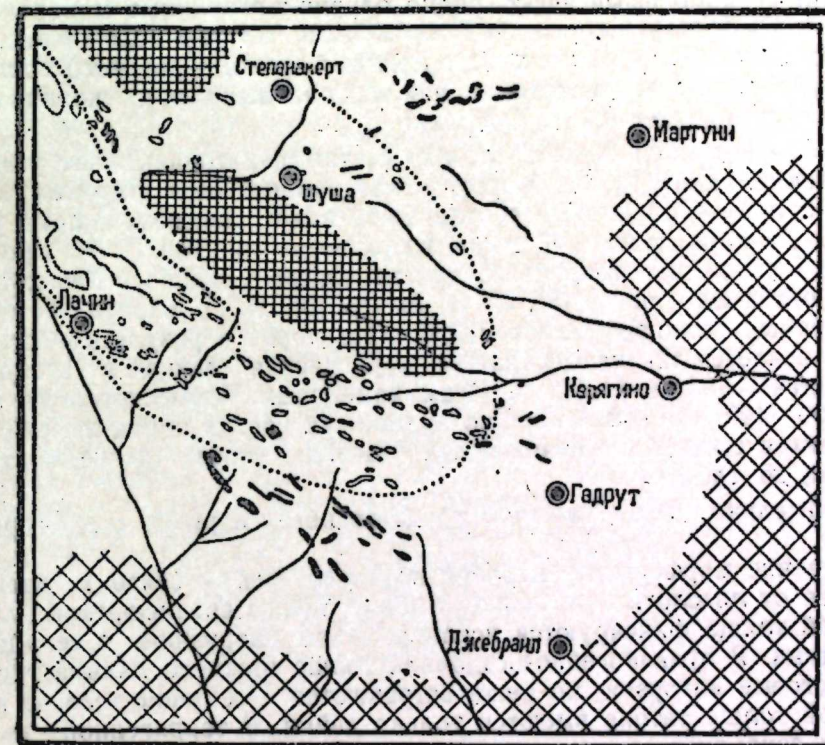 Степанакерт
Мартуни
Шуша
Лачин
Карягино
Гадрут
Джебраил